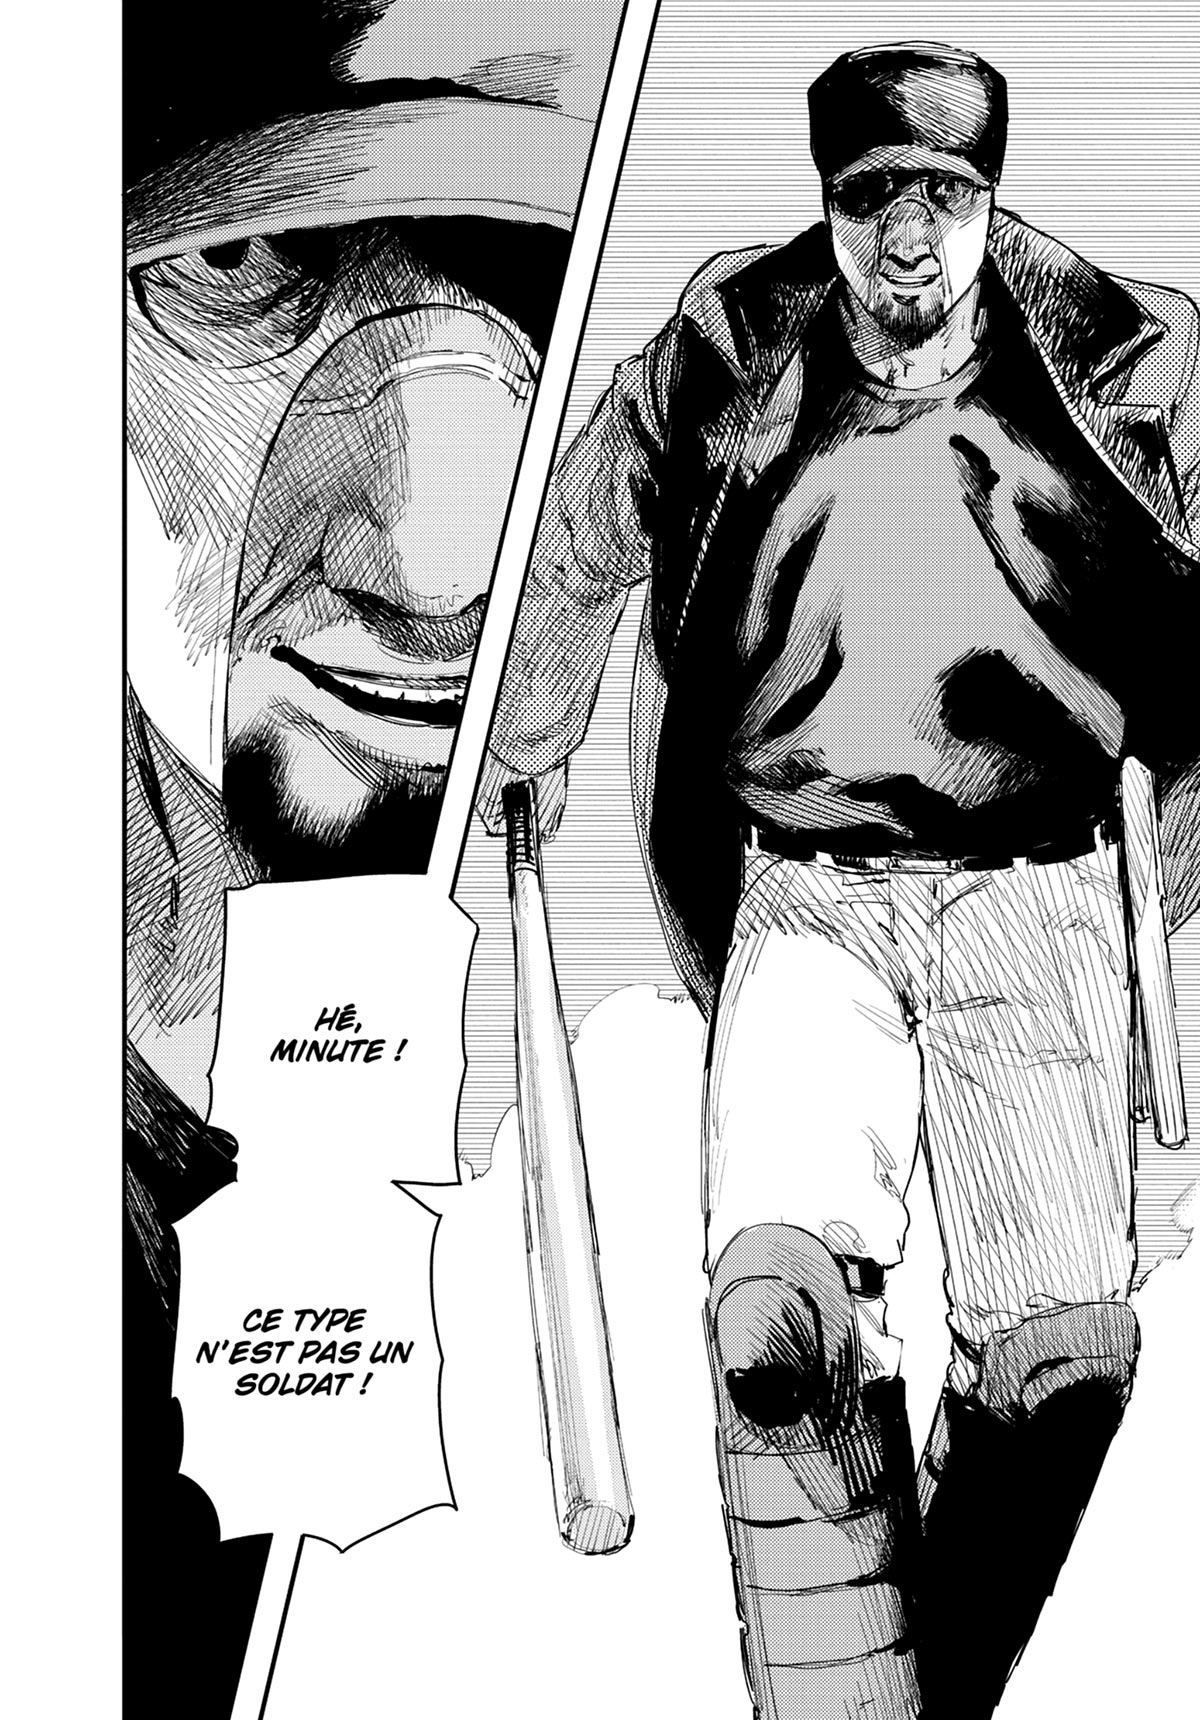 HÉ,
MINUTE !
CE TYPE
N'EST PAS UN
SOLDAT !